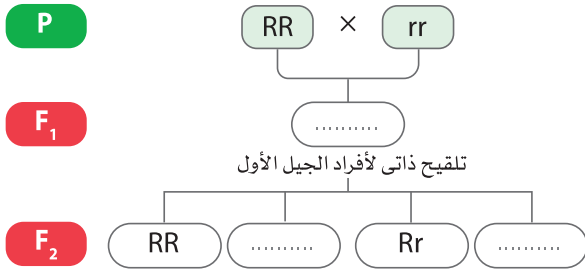 P RR × rr
F₁ ..........
تلقيح ذاتى لأفراد الجيل الأول
F₂ RR .......... Rr ..........